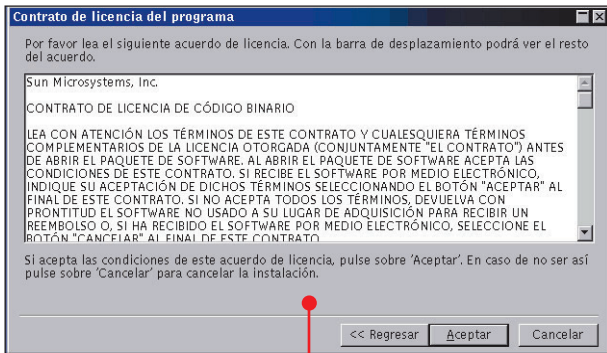 Contrato de licencia del programa
Por favor lea el siguiente acuerdo de licencia. Con la barra de desplazamiento podrá ver el resto
del acuerdo.
Sun Microsystems, Inc.
CONTRATO DE LICENCIA DE CÓDIGO BINARIO
LEA CON ATENCIÓN LOS TÉRMINOS DE ESTE CONTRATO Y CUALESQUIERA TÉRMINOS
COMPLEMENTARIOS DE LA LICENCIA OTORGADA (CONJUNTAMENTE "EL CONTRATO") ANTES
DE ABRIR EL PAQUETE DE SOFTWARE. AL ABRIR EL PAQUETE DE SOFTWARE ACEPTA LAS
CONDICIONES DE ESTE CONTRATO. SI RECIBE EL SOFTWARE POR MEDIO ELECTRÓNICO,
INDIQUE SU ACEPTACIÓN DE DICHOS TÉRMINOS SELECCIONANDO EL BOTÓN "ACEPTAR" AL
FINAL DE ESTE CONTRATO. SI NO ACEPTA TODOS LOS TÉRMINOS, DEVUELVA CON
PRONTITUD EL SOFTWARE NO USADO A SU LUGAR DE ADQUISICIÓN PARA RECIBIR UN
REEMBOLSO O, SI HA RECIBIDO EL SOFTWARE POR MEDIO ELECTRÓNICO, SELECCIONE EL
BOTÓN "CANCELAR" AL FINAL DE ESTE CONTRATO
Si acepta las condiciones de este acuerdo de licencia, pulse sobre 'Aceptar'. En caso de no ser así
pulse sobre 'Cancelar' para cancelar la instalación.
<< Regresar Aceptar Cancelar